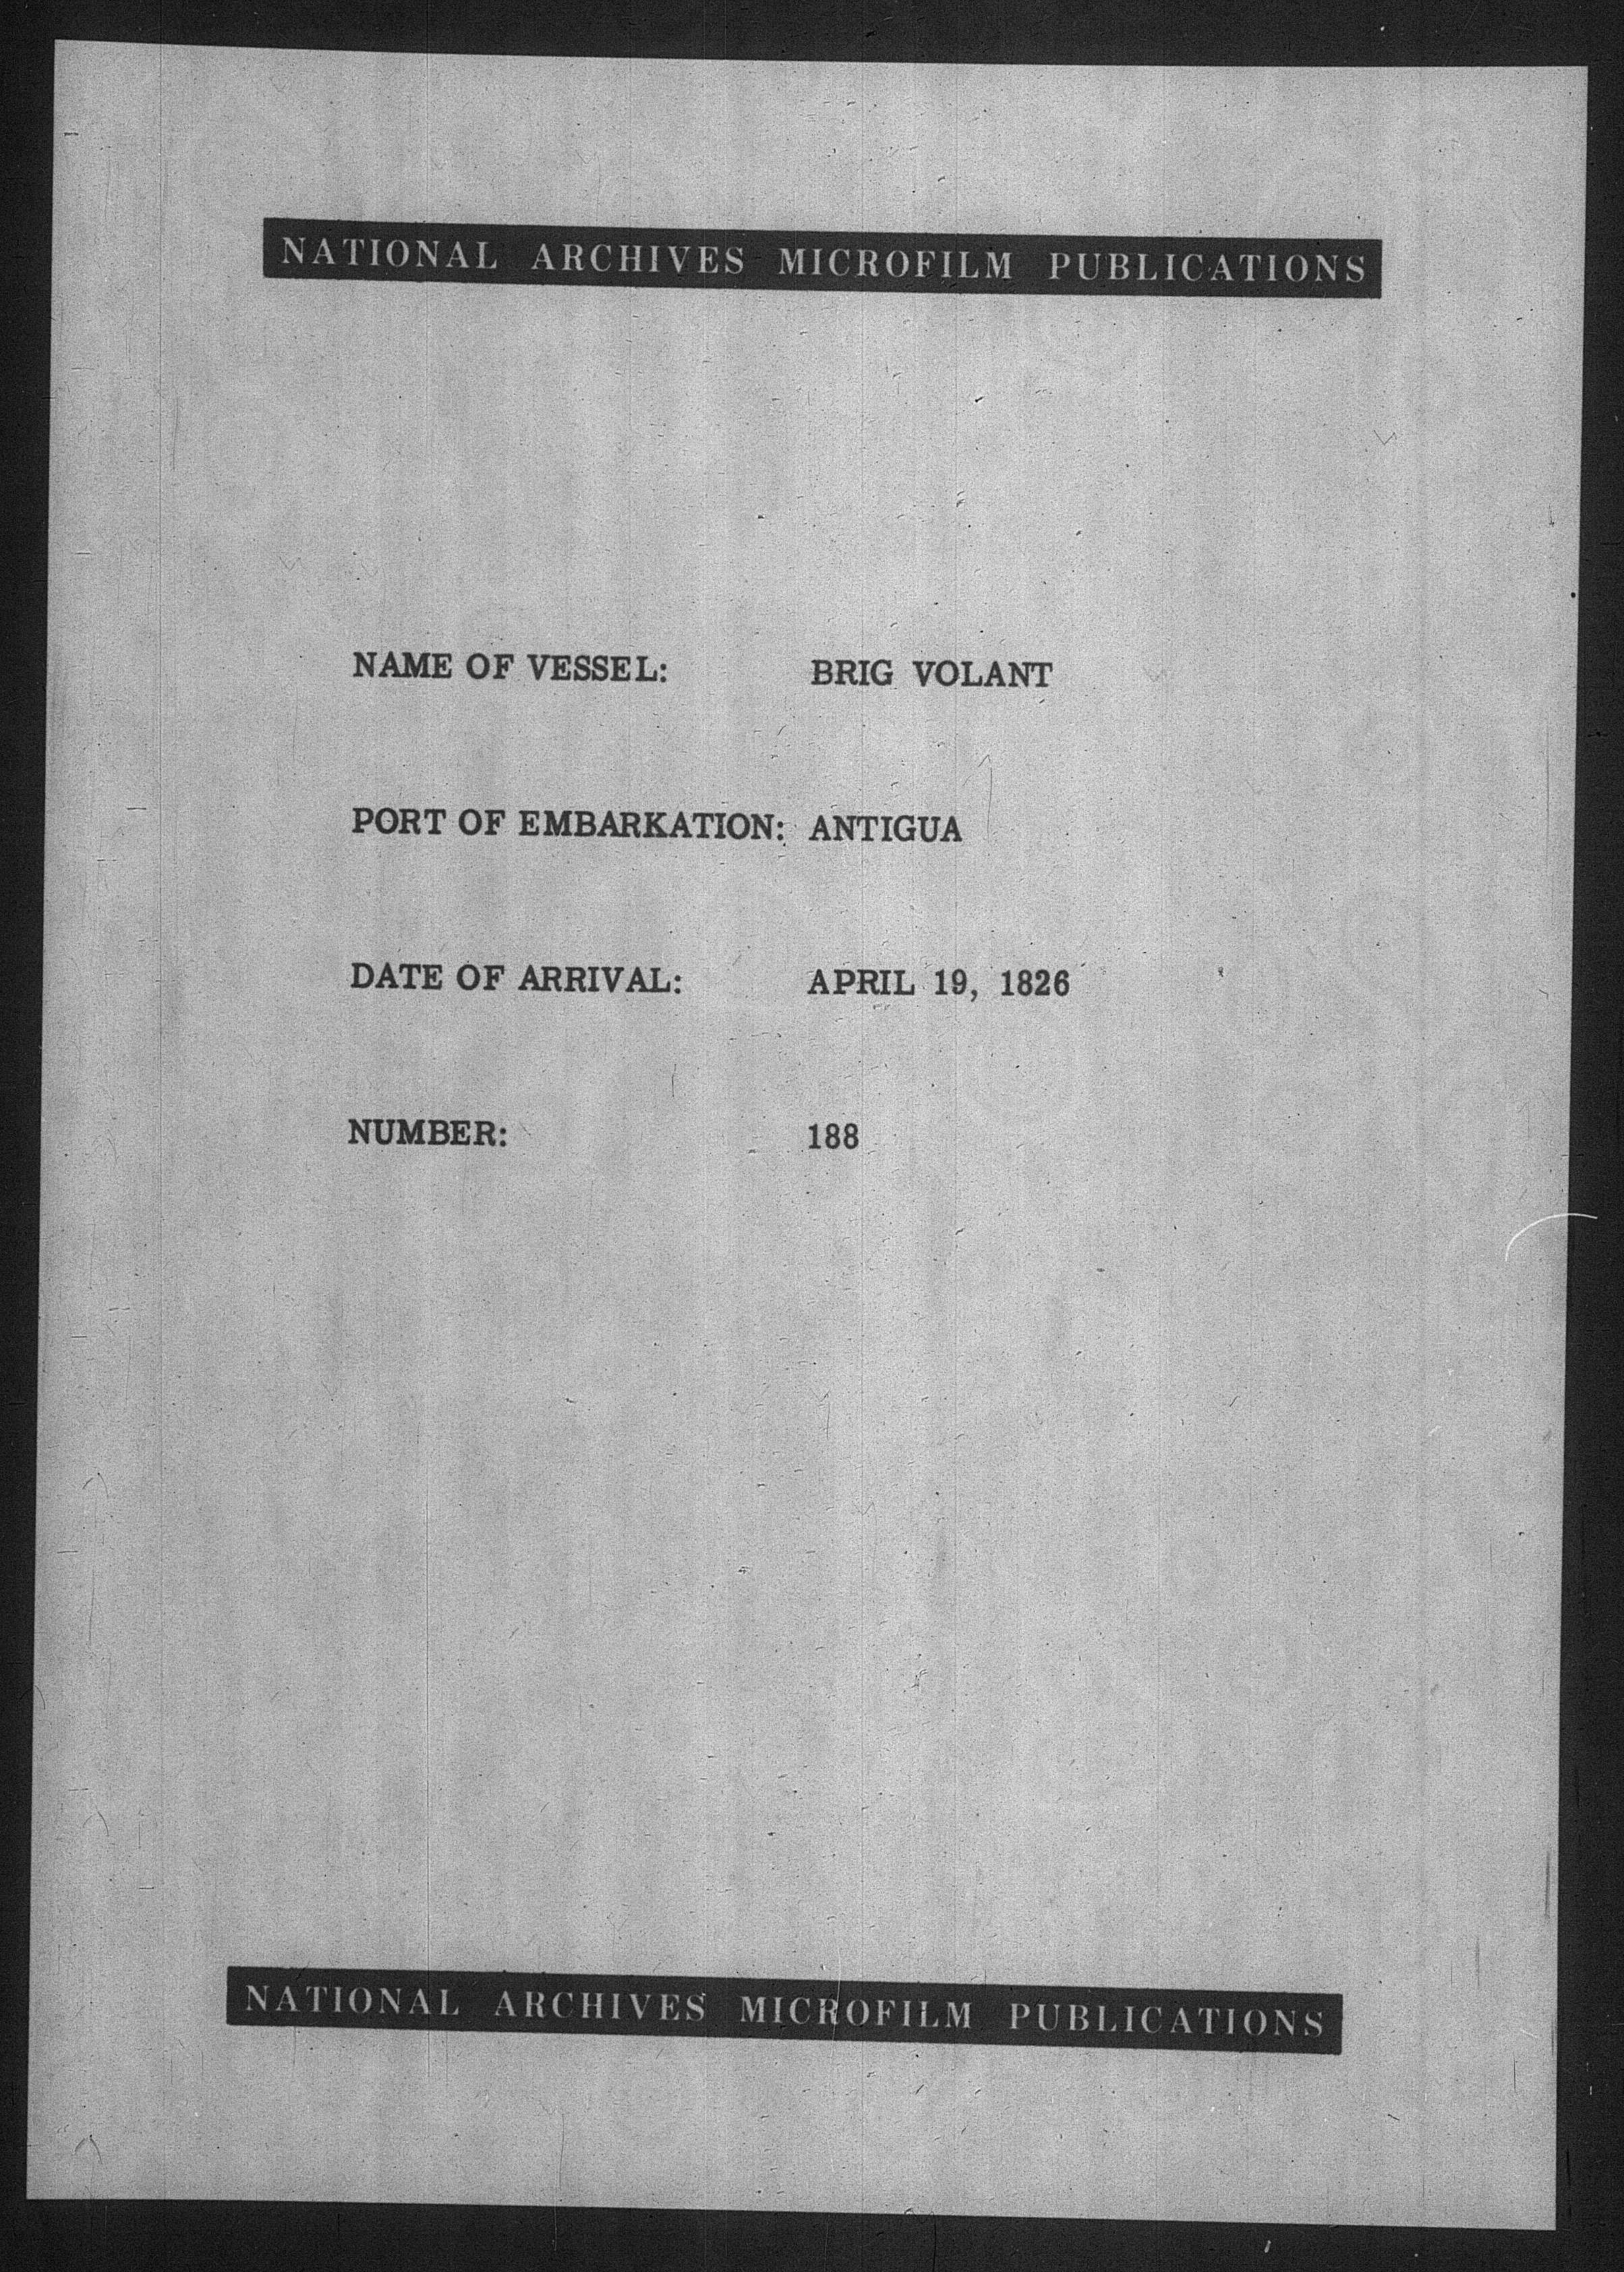 NATIONAL ARCHIVES MICROFILM PUBLICATIONS
NAME OF VESSEL: BRIG VOLANT
PORT OF EMBARKATION: ANTIGUA
DATE OF ARRIVAL: APRIL 19, 1826
NUMBER: 188
NATIONAL ARCHIVES MICROFILM PUBLICATIONS